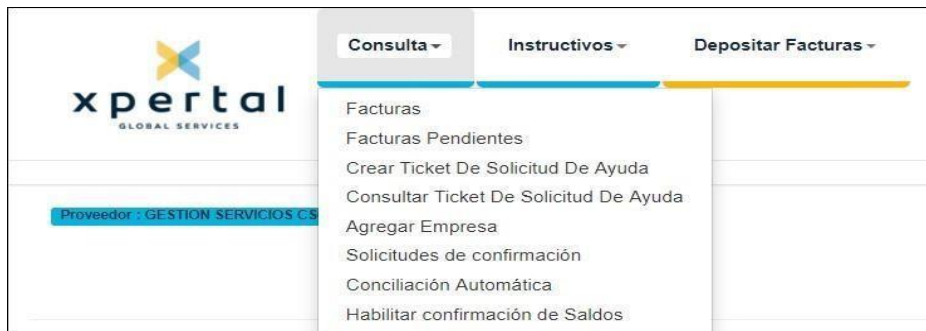 Consulta
Instructivos
Depositar Facturas
xpertal
GLOBAL SERVICES
Facturas
Facturas Pendientes
Crear Ticket De Solicitud De Ayuda
Consultar Ticket De Solicitud De Ayuda
Agregar Empresa
Solicitudes de confirmación
Conciliación Automática
Habilitar confirmación de Saldos
Proveedor : GESTION SERVICIOS